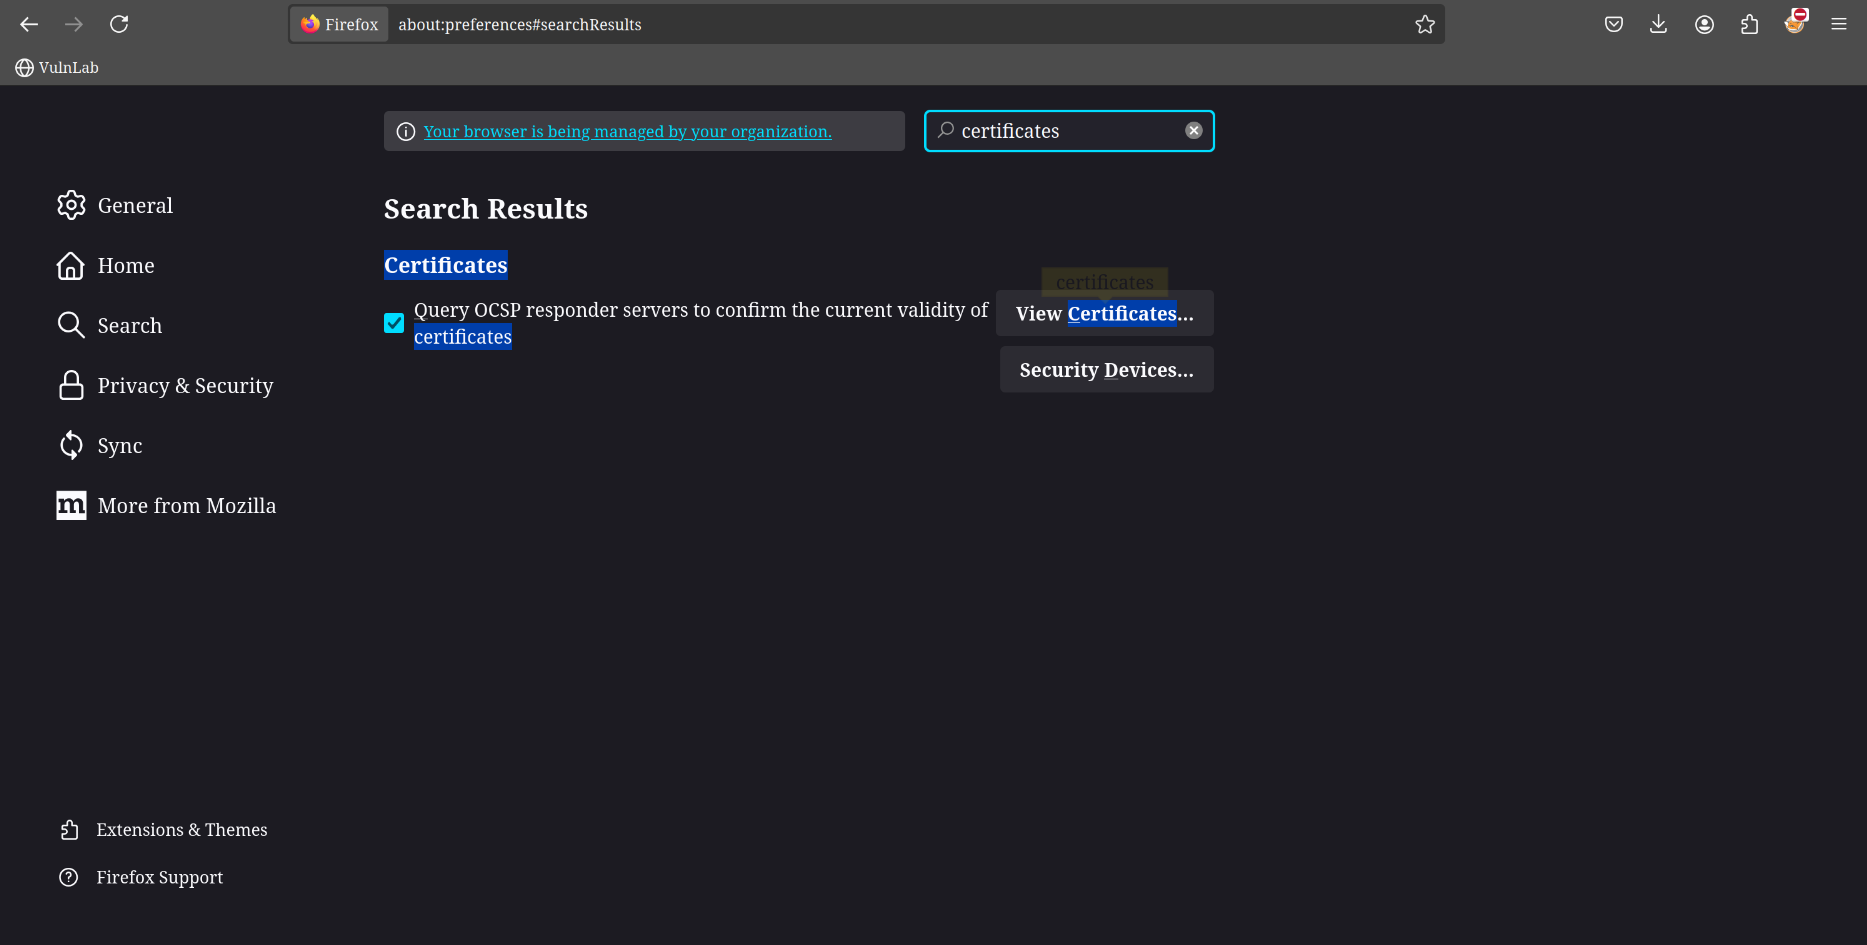 Firefox
about:preferences#searchResults
VulnLab
Your browser is being managed by your organization.
certificates
General
Home
Search
Privacy & Security
Sync
m More from Mozilla
Extensions & Themes
Firefox Support
Search Results
Certificates
Query OCSP responder servers to confirm the current validity of
certificates
certificates
View Certificates...
Security Devices...